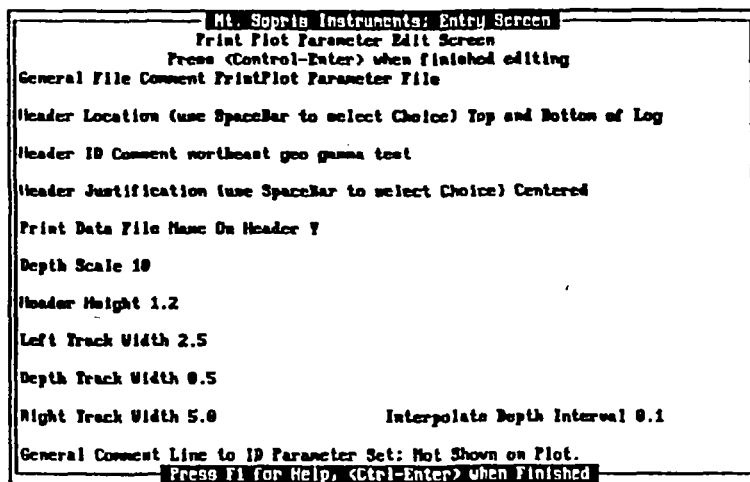 Mt. Sopris Instruments: Entry Screen
Print Plot Parameter Edit Screen
Press <Control-Enter> when finished editing
General File Comment PrintPlot Parameter File
Header Location (use SpaceBar to select Choice) Top and Bottom of Log
Header ID Comment northeast geo gamma test
Header Justification (use SpaceBar to select Choice) Centered
Print Data File Name On Header Y
Depth Scale 10
Header Height 1.2
Left Track Width 2.5
Depth Track Width 0.5
Right Track Width 5.0 Interpolate Depth Interval 0.1
General Comment Line to ID Parameter Set: Not Shown on Plot.
Press F1 for Help, <Ctrl-Enter> when Finished